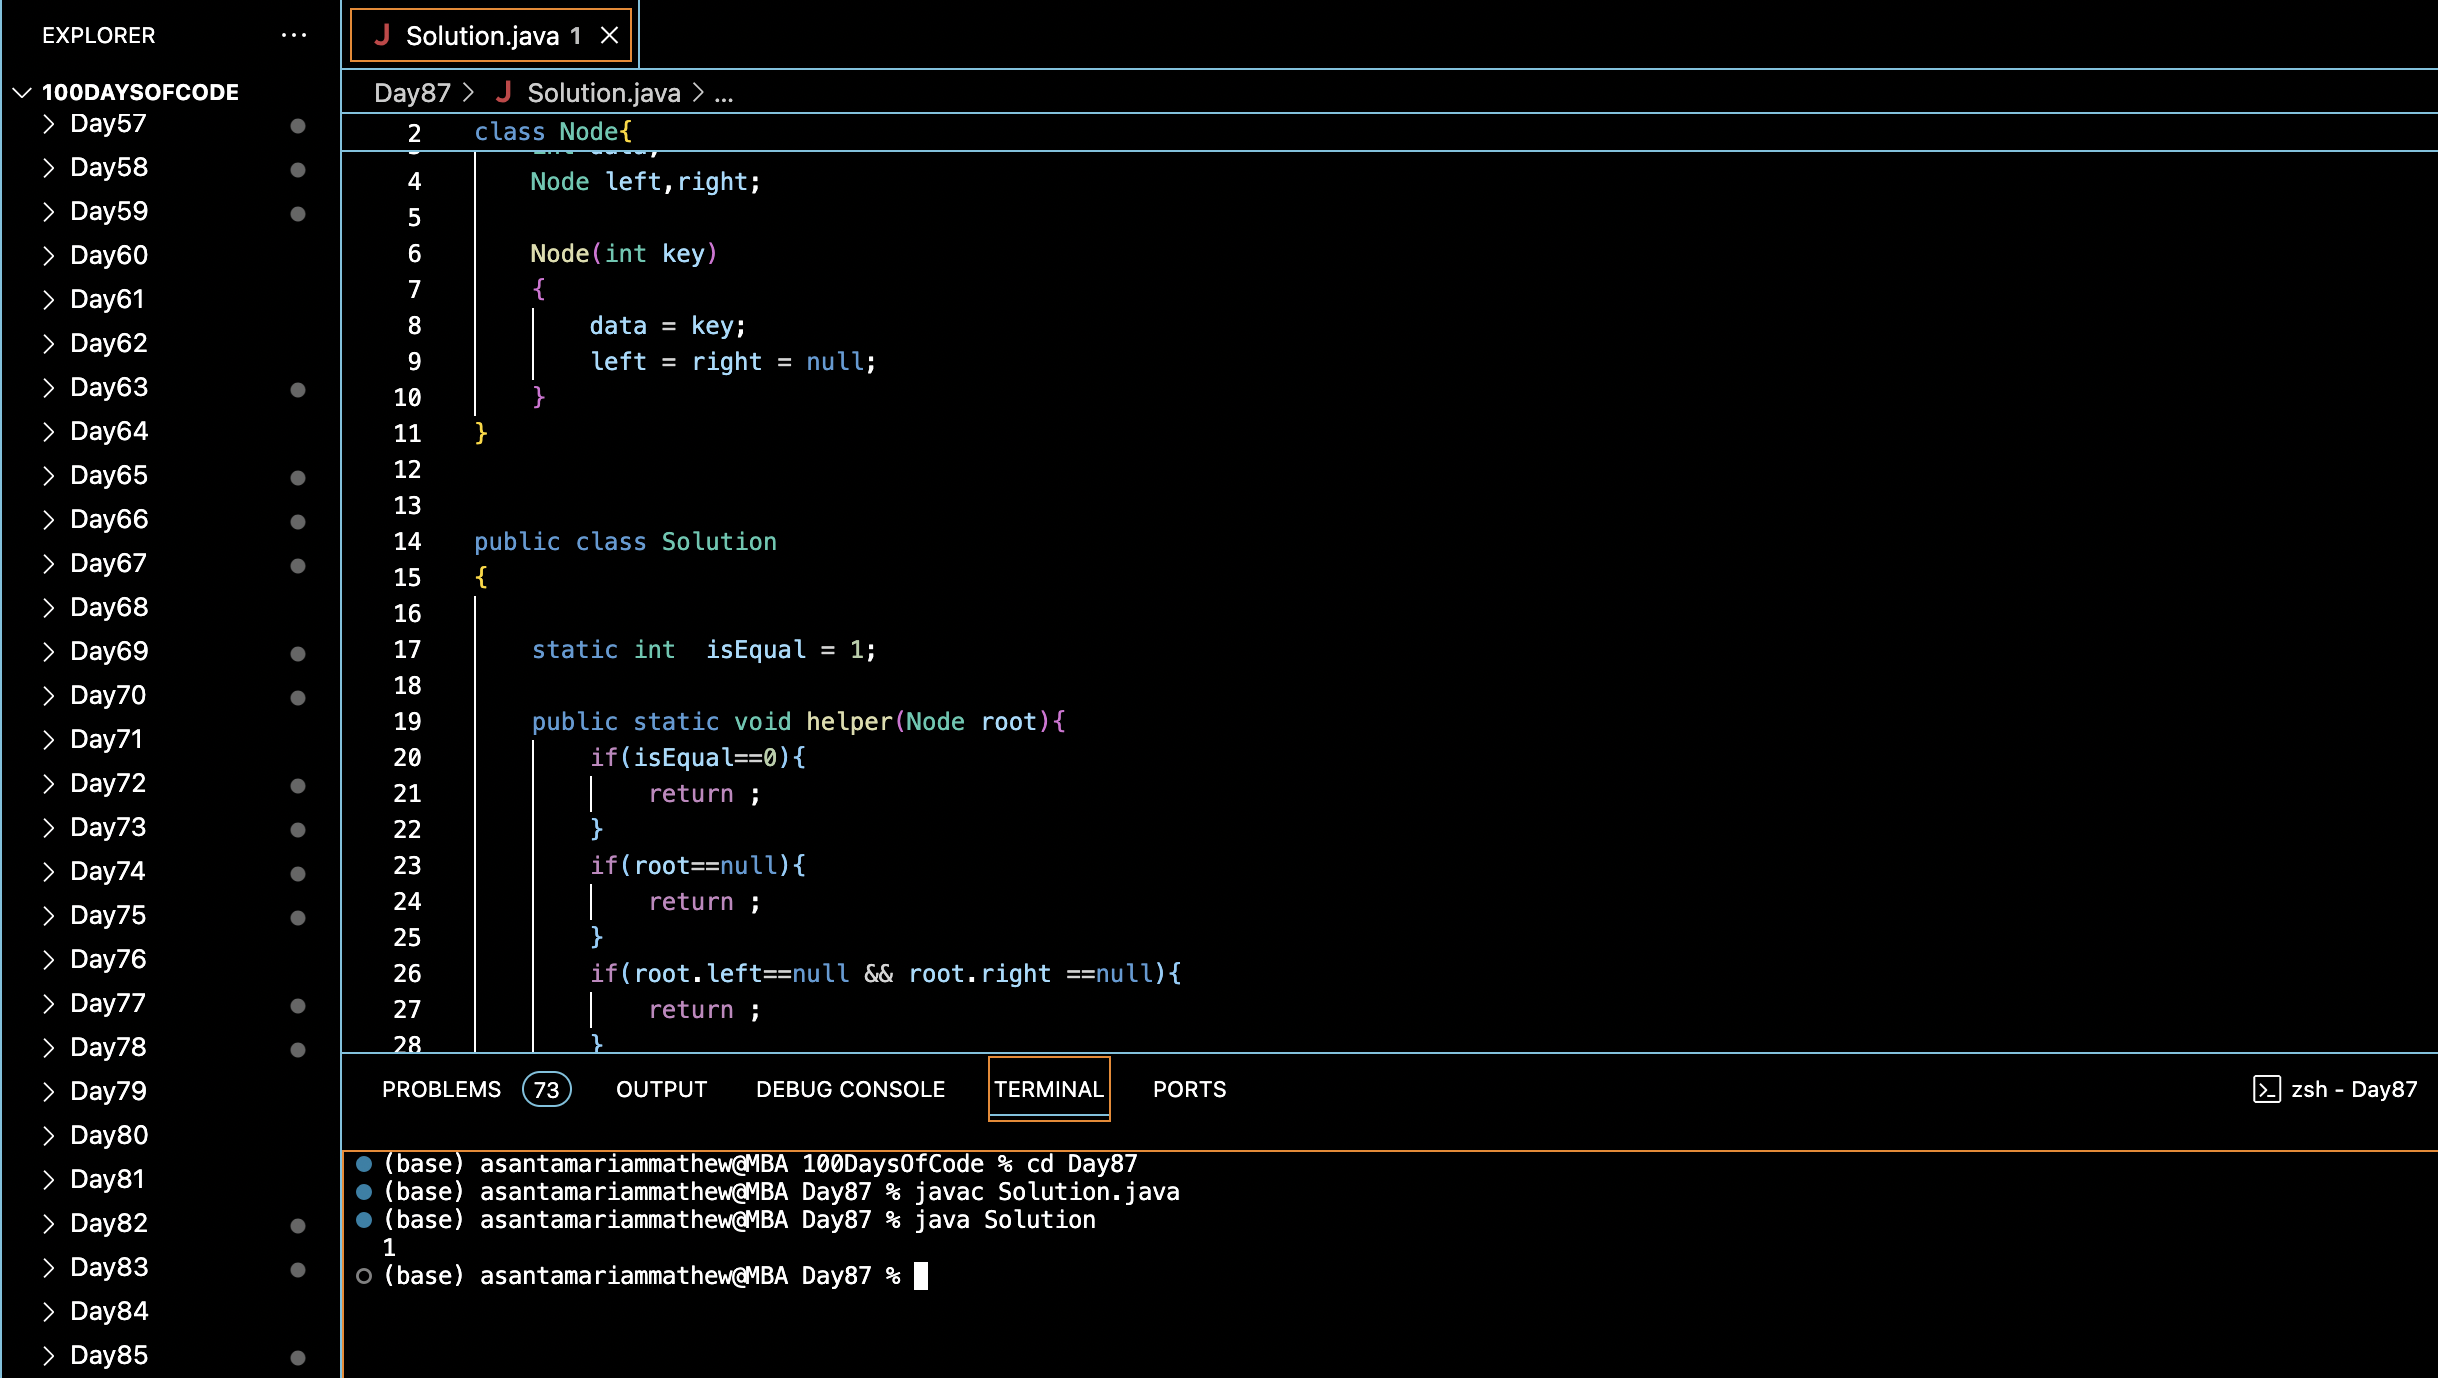 EXPLORER
100DAYSOFCODE
Day57
Day58
Day59
Day60
Day61
Day62
Day63
Day64
Day65
Day66
Day67
Day68
Day69
Day70
Day71
Day72
Day73
Day74
Day75
Day76
Day77
Day78
Day79
Day80
Day81
Day82
Day83
Day84
Day85
J Solution.java 1
Day87 > J Solution.java > ...
2 class Node{
4 Node left,right;
5
6 Node(int key)
7 {
8 data = key;
9 left = right = null;
10 }
11 }
12
13
14 public class Solution
15 {
16
17 static int  isEqual = 1;
18
19 public static void helper(Node root){
20 if(isEqual==0){
21 return ;
22 }
23 if(root==null){
24 return ;
25 }
26 if(root.left==null && root.right ==null){
27 return ;
28 }
PROBLEMS 73 OUTPUT DEBUG CONSOLE TERMINAL PORTS
zsh - Day87
(base) asantamariammathew@MBA 100DaysOfCode % cd Day87
(base) asantamariammathew@MBA Day87 % javac Solution.java
(base) asantamariammathew@MBA Day87 % java Solution
1
(base) asantamariammathew@MBA Day87 %